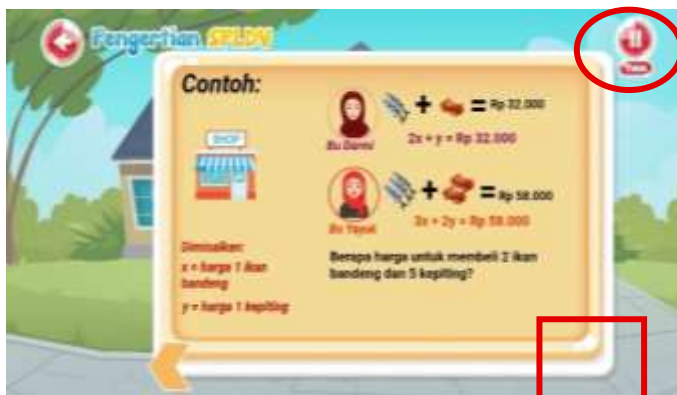 Pengertian SPLDV
Contoh:
SHOP
Bu Darmi
+ = Rp 32.000
2x + y = Rp 32.000
+ = Rp 58.000
3x + 2y = Rp 58.000
Dimisalkan:
x = harga 1 ikan
bandeng
y = harga 1 kepiting
Berapa harga untuk membeli 2 ikan
bandeng dan 5 kepiting?